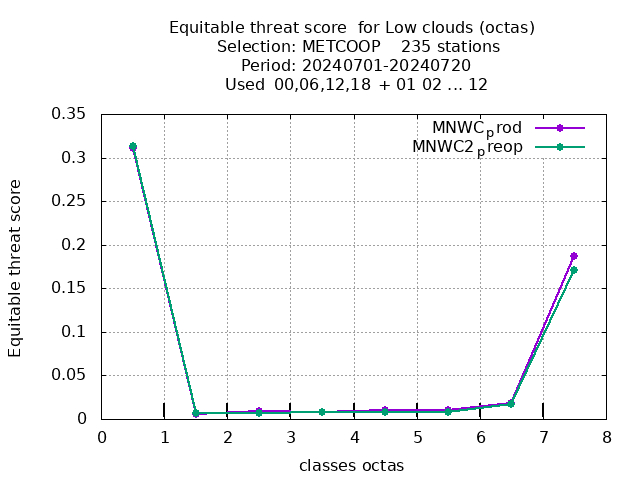 Equitable threat score  for Low clouds (octas)
Selection: METCOOP    235 stations
Period: 20240701-20240720
Used  00,06,12,18 + 01 02 ... 12
MNWC_prod
MNWC2_preop
0.35
0.3
0.25
0.2
0.15
0.1
0.05
0
Equitable threat score
0 1 2 3 4 5 6 7 8
classes octas